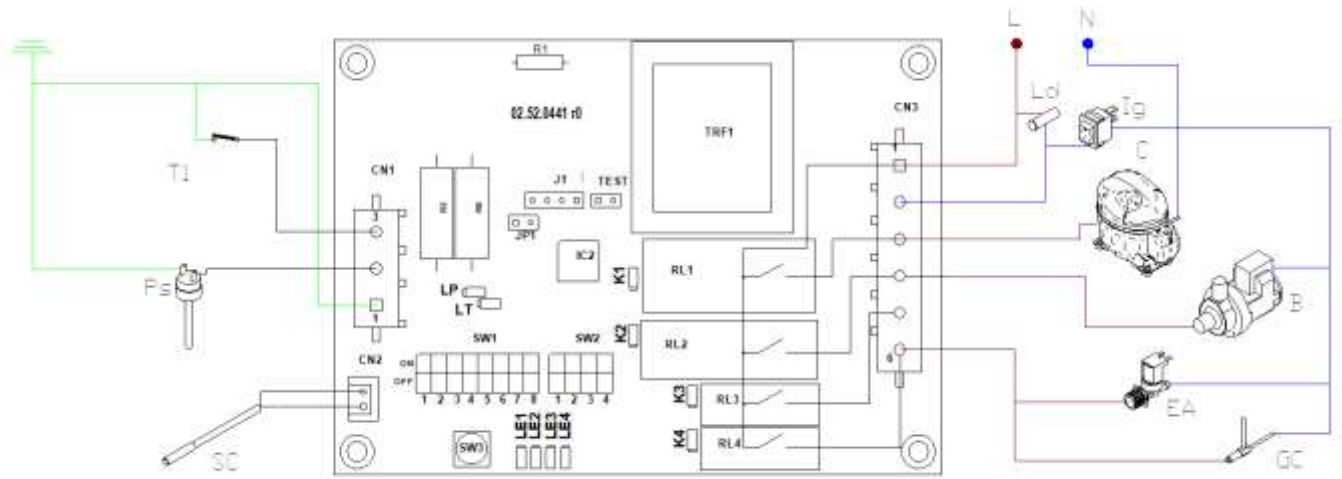 L N
R1
Ld
Ig
02.52.0441 r0
CN3
TRF1
1
C
T1
CN1
J1 TEST
3
JP1
IC2
RL1
K1
Ps
LP
LT
B
1
K2
SW1 SW2
RL2
CN2
ON
OFF
6
1 2 3 4 5 6 7 8 1 2 3 4
K3
RL3
EA
LE1
LE2
LE3
LE4
K4
RL4
SW3
SC
GC